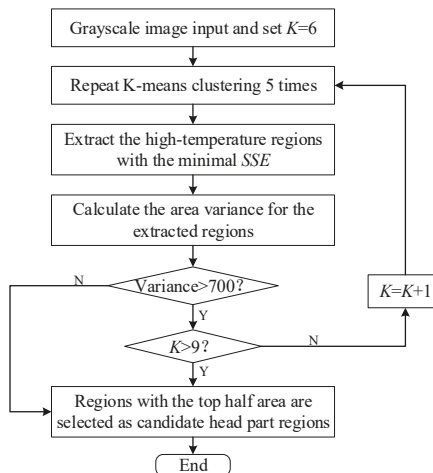 Grayscale image input and set K=6
Repeat K-means clustering 5 times
Extract the high-temperature regions
with the minimal SSE
Calculate the area variance for the
extracted regions
N
Variance>700?
K=K+1
Y
K>9?
N
Y
Regions with the top half area are
selected as candidate head part regions
End